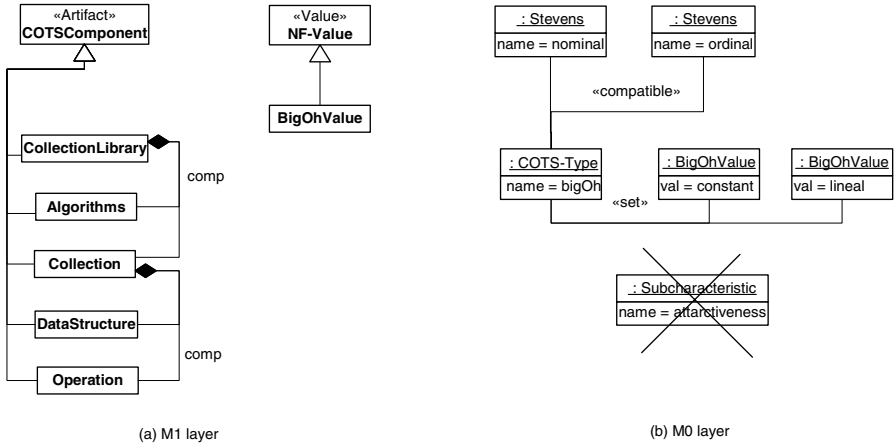 «Artifact»
COTSComponent
«Value»
NF-Value
BigOhValue
CollectionLibrary
comp
Algorithms
Collection
DataStructure
comp
Operation
(a) M1 layer
: Stevens
name = nominal
: Stevens
name = ordinal
«compatible»
: COTS-Type
name = bigOh
: BigOhValue
val = constant
: BigOhValue
val = lineal
«set»
: Subcharacteristic
name = attarctiveness
(b) M0 layer